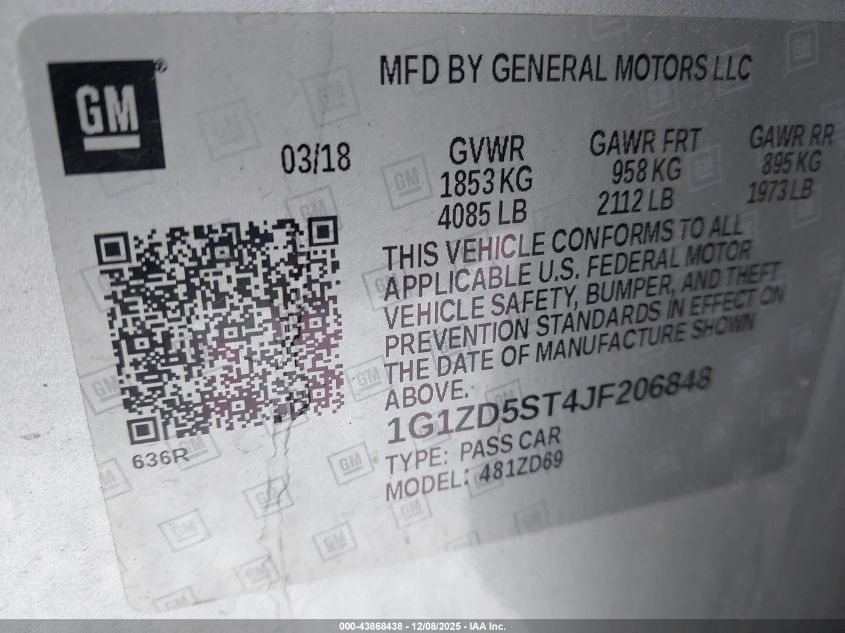 GM®
MFD BY GENERAL MOTORS LLC
03/18
GVWR
1853 KG
4085 LB
GAWR FRT
958 KG
2112 LB
GAWR RR
895 KG
1973 LB
THIS VEHICLE CONFORMS TO ALL
APPLICABLE U.S. FEDERAL MOTOR
VEHICLE SAFETY, BUMPER, AND THEFT
PREVENTION STANDARDS IN EFFECT ON
THE DATE OF MANUFACTURE SHOWN
ABOVE.
1G1ZD5ST4JF206848
TYPE: PASS CAR
MODEL: 481ZD69
636R
000-43868438 - 12/08/2025 - IAA Inc.